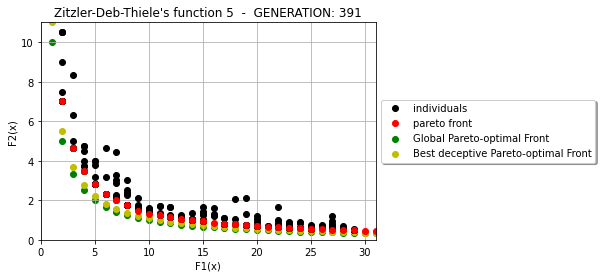 Zitzler-Deb-Thiele's function 5 - GENERATION: 391
F2(x)
10
8
6
4
2
0
0 5 10 15 20 25 30
F1(x)
individuals
pareto front
Global Pareto-optimal Front
Best deceptive Pareto-optimal Front